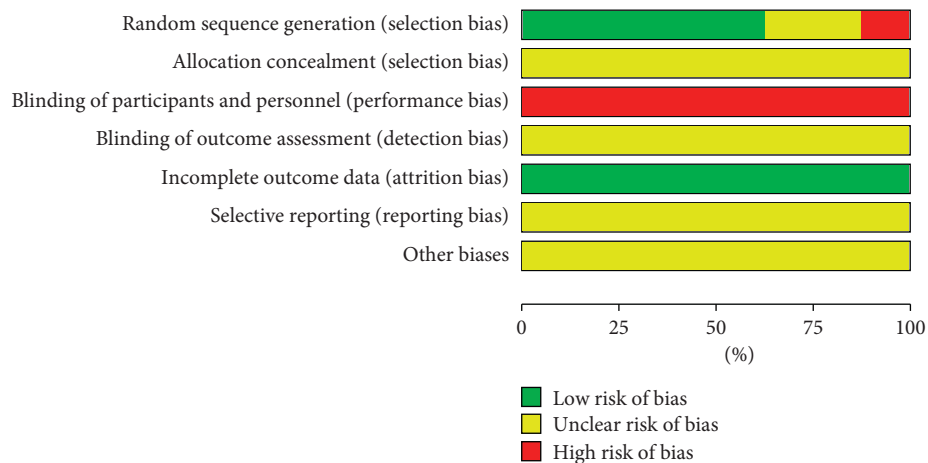 Random sequence generation (selection bias)
Allocation concealment (selection bias)
Blinding of participants and personnel (performance bias)
Blinding of outcome assessment (detection bias)
Incomplete outcome data (attrition bias)
Selective reporting (reporting bias)
Other biases
0 25 50 75 100
(%)
Low risk of bias
Unclear risk of bias
High risk of bias